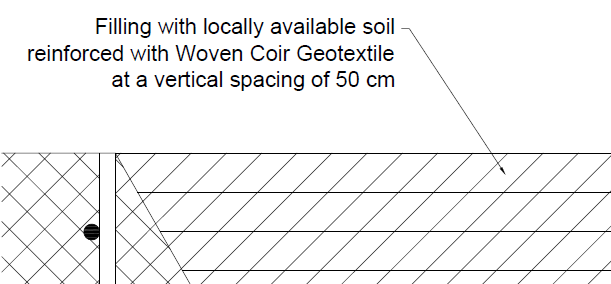 Filling with locally available soil
reinforced with Woven Coir Geotextile
at a vertical spacing of 50 cm